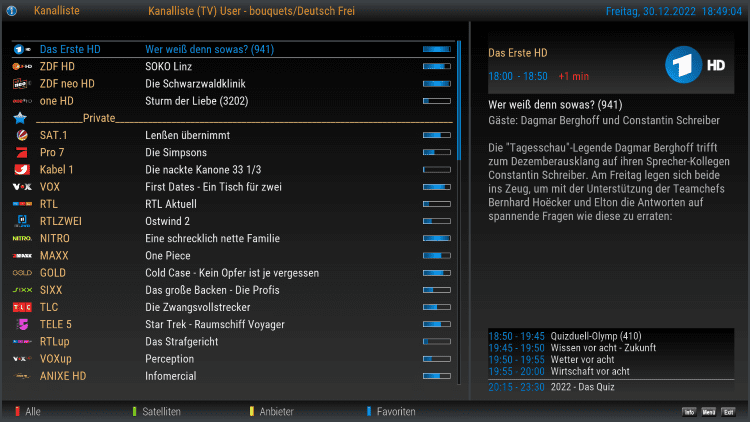 Kanalliste Kanalliste (TV) User - bouquets/Deutsch Frei Freitag, 30.12.2022 18:49:04
Das Erste HD Wer weiß denn sowas? (941)
ZDF HD SOKO Linz
ZDF neo HD Die Schwarzwaldklinik
one HD Sturm der Liebe (3202)
________Private________
SAT.1 Lenßen übernimmt
Pro 7 Die Simpsons
Kabel 1 Die nackte Kanone 33 1/3
VOX First Dates - Ein Tisch für zwei
RTL RTL Aktuell
RTLZWEI Ostwind 2
NITRO Eine schrecklich nette Familie
MAXX One Piece
GOLD Cold Case - Kein Opfer ist je vergessen
SIXX Das große Backen - Die Profis
TLC Die Zwangsvollstrecker
TELE 5 Star Trek - Raumschiff Voyager
RTLup Das Strafgericht
VOXup Perception
ANIXE HD Infomercial
Das Erste HD
1 HD
18:00 - 18:50 +1 min
Wer weiß denn sowas? (941)
Gäste: Dagmar Berghoff und Constantin Schreiber
Die "Tagesschau"-Legende Dagmar Berghoff trifft
zum Dezemberausklang auf ihren Sprecher-Kollegen
Constantin Schreiber. Am Freitag legen sich beide
ins Zeug, um mit der Unterstützung der Teamchefs
Bernhard Hoëcker und Elton die Antworten auf
spannende Fragen wie diese zu erraten:
18:50 - 19:45 Quizduell-Olymp (410)
19:45 - 19:50 Wissen vor acht - Zukunft
19:50 - 19:55 Wetter vor acht
19:55 - 20:00 Wirtschaft vor acht
20:15 - 23:30 2022 - Das Quiz
Alle Satelliten Anbieter Favoriten Info Menü Exit